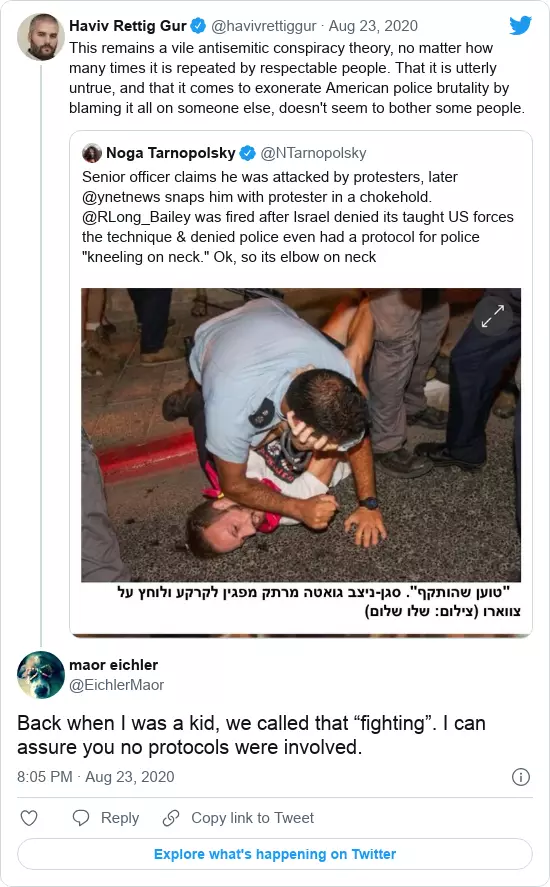 Haviv Rettig Gur @havivrettiggur · Aug 23, 2020
This remains a vile antisemitic conspiracy theory, no matter how
many times it is repeated by respectable people. That it is utterly
untrue, and that it comes to exonerate American police brutality by
blaming it all on someone else, doesn't seem to bother some people.
Noga Tarnopolsky @NTarnopolsky
Senior officer claims he was attacked by protesters, later
@ynetnews snaps him with protester in a chokehold.
@RLong_Bailey was fired after Israel denied its taught US forces
the technique & denied police even had a protocol for police
"kneeling on neck." Ok, so its elbow on neck
"טוען שהותקף". סגן-ניצב גואטה מרתק מפגין לקרקע ולוחץ על
צווארו (צילום: שלו שלום)
maor eichler
@EichlerMaor
Back when I was a kid, we called that “fighting”. I can
assure you no protocols were involved.
8:05 PM · Aug 23, 2020
Reply Copy link to Tweet
Explore what's happening on Twitter